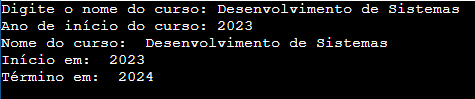 Digite o nome do curso: Desenvolvimento de Sistemas
Ano de início do curso: 2023
Nome do curso:  Desenvolvimento de Sistemas
Início em:  2023
Término em:  2024